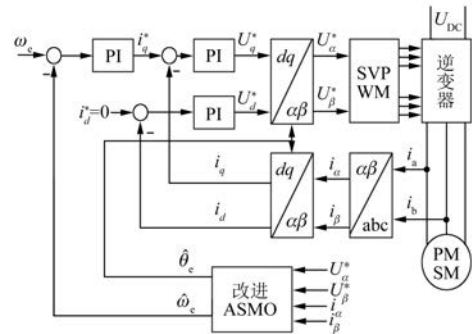 U_DC
ω_e
PI
i_q^*
PI
U_q^*
dq
αβ
U_α^*
U_β^*
SVP
WM
逆变器
i_d^*=0
PI
U_d^*
i_q
i_d
dq
αβ
i_α
i_β
αβ
abc
i_a
i_b
PM
SM
θ̂_e
ω̂_e
改进
ASMO
U_α^*
U_β^*
i_α
i_β